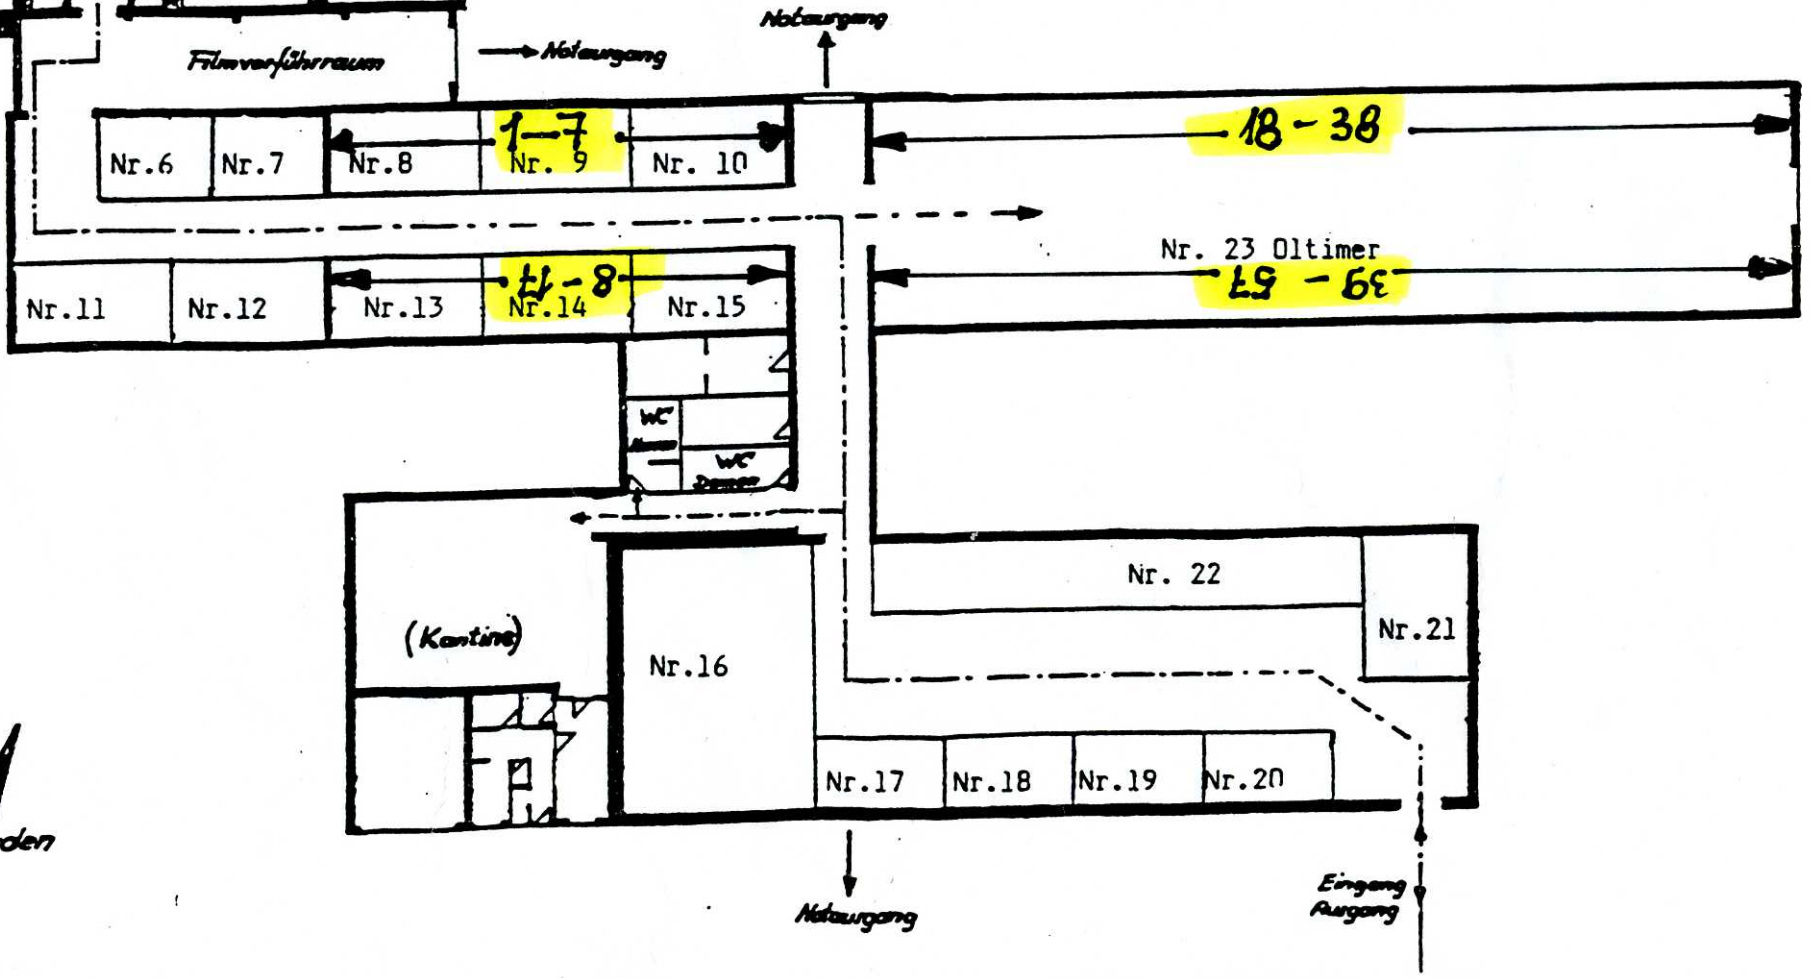 Notausgang
Filmvorführraum
Notausgang
1-7
18-38
Nr.6
Nr.7
Nr.8
Nr. 9
Nr. 10
Nr. 23 Oltimer
8-17
39-57
Nr.11
Nr.12
Nr.13
Nr.14
Nr.15
WC
WC
Damen
Nr. 22
Nr.21
(Kantine)
Nr.16
Nr.17
Nr.18
Nr.19
Nr.20
Eingang
Ausgang
Notausgang